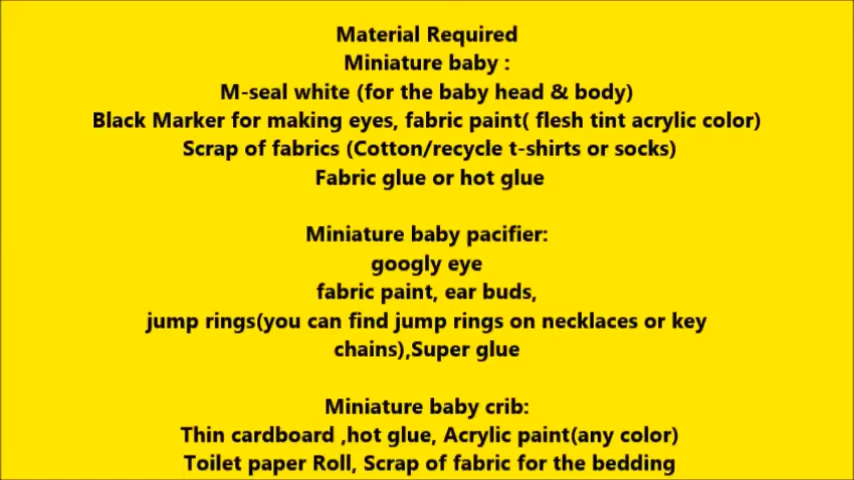 Material Required
Miniature baby :
M-seal white (for the baby head & body)
Black Marker for making eyes, fabric paint( flesh tint acrylic color)
Scrap of fabrics (Cotton/recycle t-shirts or socks)
Fabric glue or hot glue
Miniature baby pacifier:
googly eye
fabric paint, ear buds,
jump rings(you can find jump rings on necklaces or key
chains),Super glue
Miniature baby crib:
Thin cardboard ,hot glue, Acrylic paint(any color)
Toilet paper Roll, Scrap of fabric for the bedding